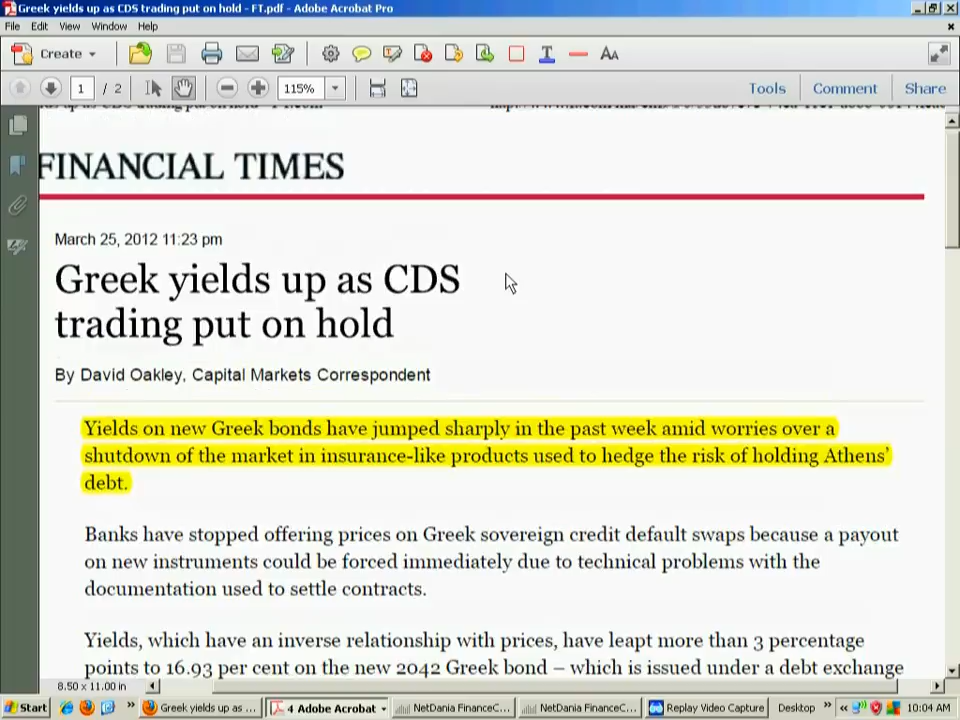 Greek yields up as CDS trading put on hold - FT.pdf - Adobe Acrobat Pro
File Edit View Window Help
Create
1 / 2 115% Tools Comment Share
FINANCIAL TIMES
March 25, 2012 11:23 pm
Greek yields up as CDS
trading put on hold
By David Oakley, Capital Markets Correspondent
Yields on new Greek bonds have jumped sharply in the past week amid worries over a
shutdown of the market in insurance-like products used to hedge the risk of holding Athens'
debt.
Banks have stopped offering prices on Greek sovereign credit default swaps because a payout
on new instruments could be forced immediately due to technical problems with the
documentation used to settle contracts.
Yields, which have an inverse relationship with prices, have leapt more than 3 percentage
points to 16.93 per cent on the new 2042 Greek bond – which is issued under a debt exchange
8.50 x 11.00 in
Start Greek yields up as ... 4 Adobe Acrobat NetDania FinanceC... NetDania FinanceC... Replay Video Capture Desktop 10:04 AM